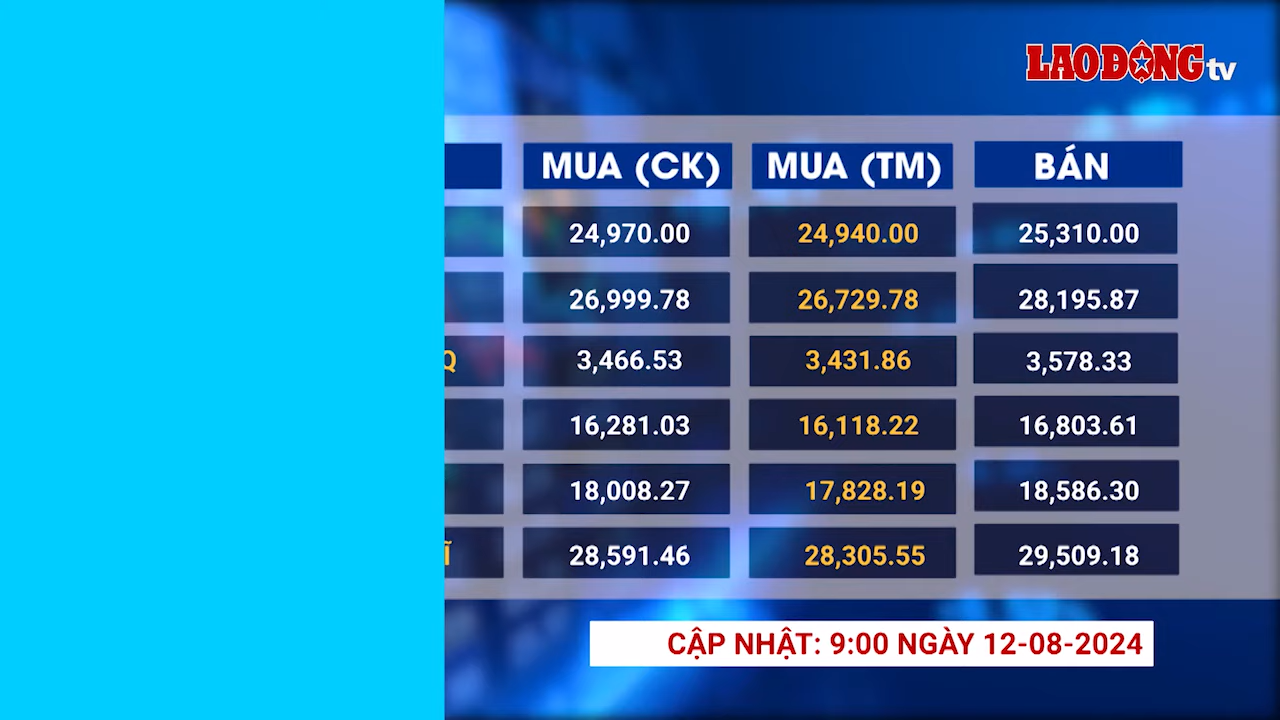 LAO ĐỘNG tv
MUA (CK) MUA (TM) BÁN
24,970.00 24,940.00 25,310.00
26,999.78 26,729.78 28,195.87
Q 3,466.53 3,431.86 3,578.33
16,281.03 16,118.22 16,803.61
18,008.27 17,828.19 18,586.30
Ĩ 28,591.46 28,305.55 29,509.18
CẬP NHẬT: 9:00 NGÀY 12-08-2024